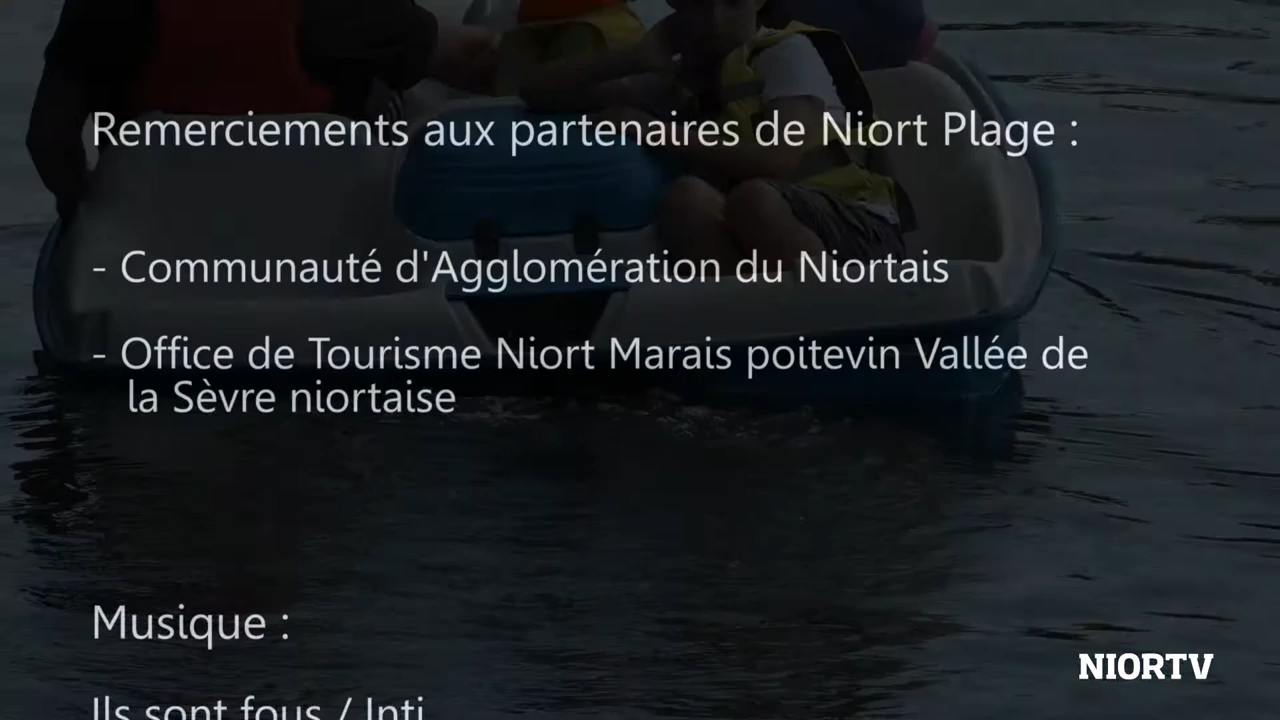 Remerciements aux partenaires de Niort Plage :
- Communauté d'Agglomération du Niortais
- Office de Tourisme Niort Marais poitevin Vallée de
la Sèvre niortaise
Musique :
NIORTV
Ils sont fous / Inti